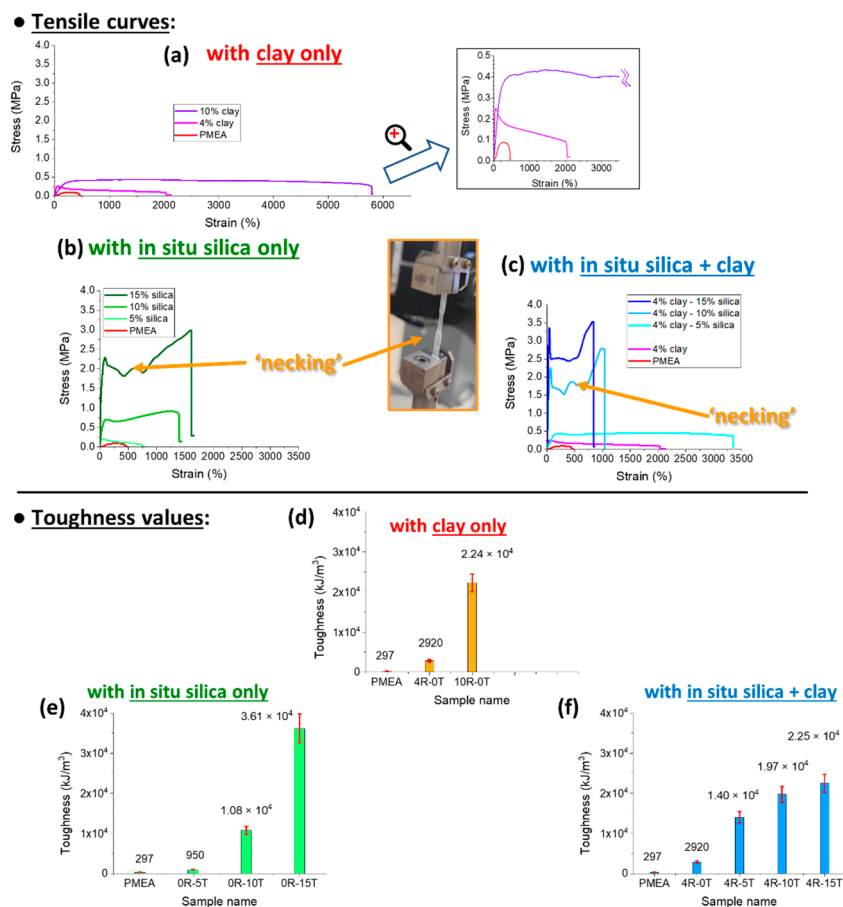 ● Tensile curves:
(a) with clay only
Stress (MPa)
4.0
3.5
3.0
2.5
2.0
1.5
1.0
0.5
0.0
10% clay
4% clay
PMEA
0 1000 2000 3000 4000 5000 6000
Strain (%)
Stress (MPa)
0.5
0.4
0.3
0.2
0.1
0.0
0 1000 2000 3000
Strain (%)
(b) with in situ silica only
Stress (MPa)
4.0
3.5
3.0
2.5
2.0
1.5
1.0
0.5
0.0
15% silica
10% silica
5% silica
PMEA
0 500 1000 1500 2000 2500 3000
Strain (%)
'necking'
(c) with in situ silica + clay
Stress (MPa)
4.0
3.5
3.0
2.5
2.0
1.5
1.0
0.5
0.0
4% clay - 15% silica
4% clay - 10% silica
4% clay - 5% silica
4% clay
PMEA
'necking'
0 500 1000 1500 2000 2500 3000 3500
Strain (%)
● Toughness values:
(d) with clay only
Toughness (kJ/m³)
4x10⁴
3x10⁴
2x10⁴
1x10⁴
0
297
2920
2.24 × 10⁴
PMEA 4R-0T 10R-0T
Sample name
with in situ silica only
(e)
Toughness (kJ/m³)
4x10⁴
3x10⁴
2x10⁴
1x10⁴
0
297
950
1.08 × 10⁴
3.61 × 10⁴
PMEA 0R-5T 0R-10T 0R-15T
Sample name
with in situ silica + clay
(f)
Toughness (kJ/m³)
4x10⁴
3x10⁴
2x10⁴
1x10⁴
0
297
2920
1.40 × 10⁴
1.97 × 10⁴
2.25 × 10⁴
PMEA 4R-0T 4R-5T 4R-10T 4R-15T
Sample name